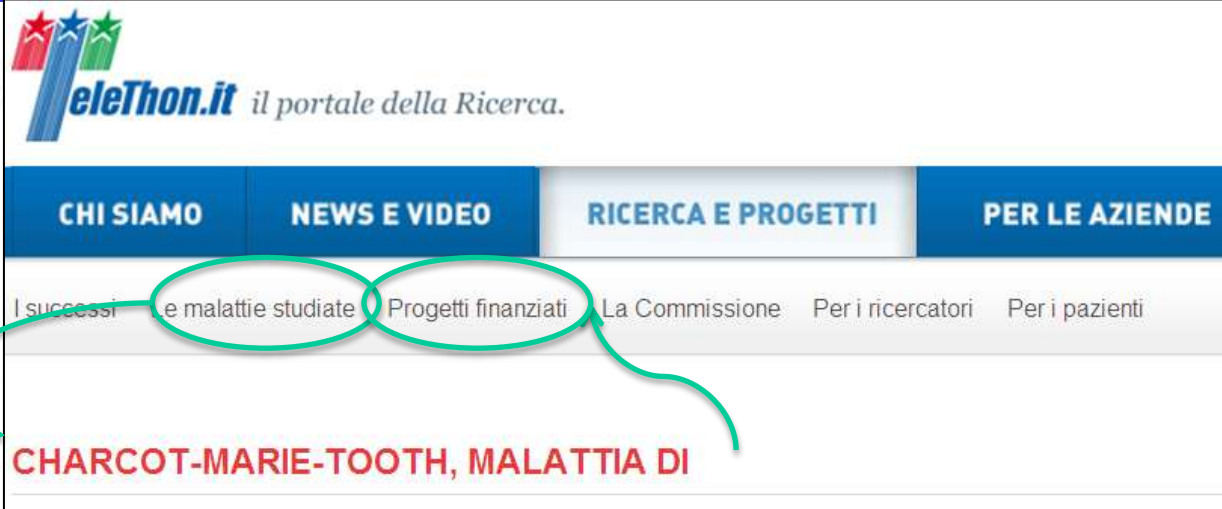 TeleThon.it il portale della Ricerca.
CHI SIAMO NEWS E VIDEO RICERCA E PROGETTI PER LE AZIENDE
I successi Le malattie studiate Progetti finanziati La Commissione Per i ricercatori Per i pazienti
CHARCOT-MARIE-TOOTH, MALATTIA DI